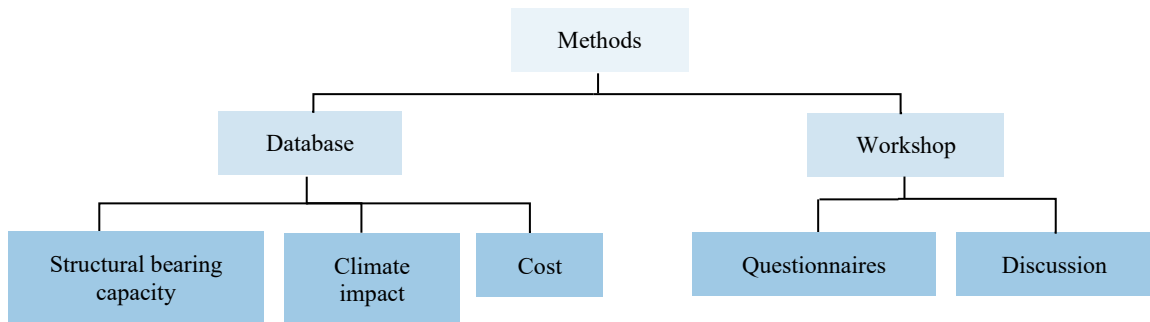 Methods
Database
Workshop
Structural bearing
capacity
Climate
impact
Cost
Questionnaires
Discussion